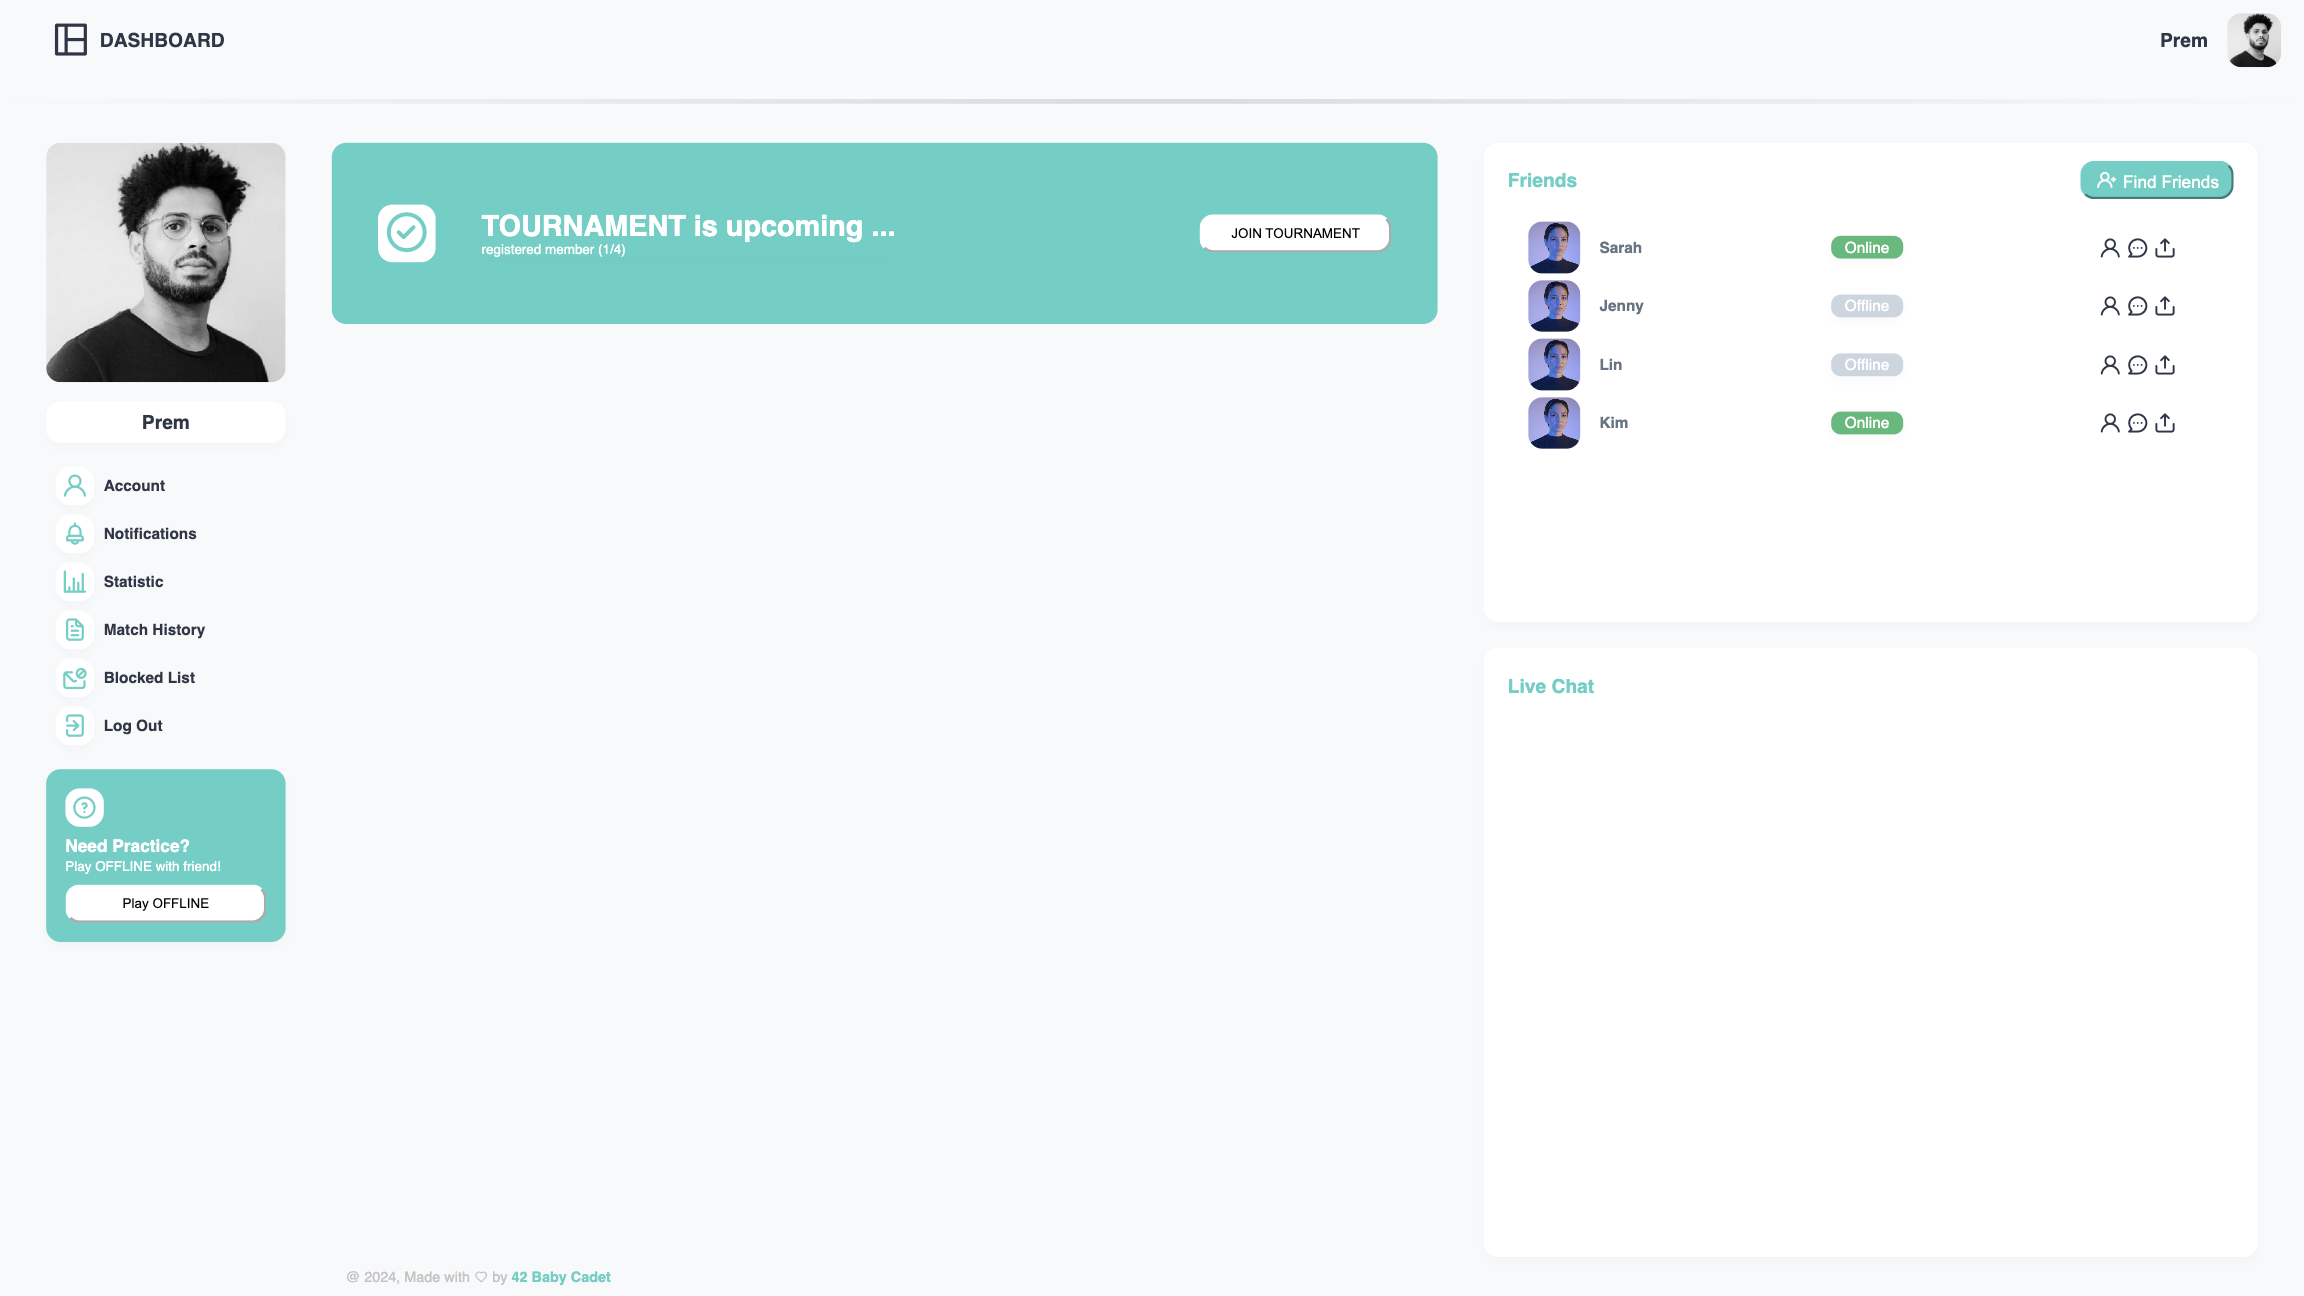 DASHBOARD
Prem
Prem
Account
Notifications
Statistic
Match History
Blocked List
Log Out
?
Need Practice?
Play OFFLINE with friend!
Play OFFLINE
TOURNAMENT is upcoming ...
registered member (1/4)
JOIN TOURNAMENT
Friends
Find Friends
Sarah Online
Jenny Offline
Lin Offline
Kim Online
Live Chat
@ 2024, Made with ♡ by 42 Baby Cadet